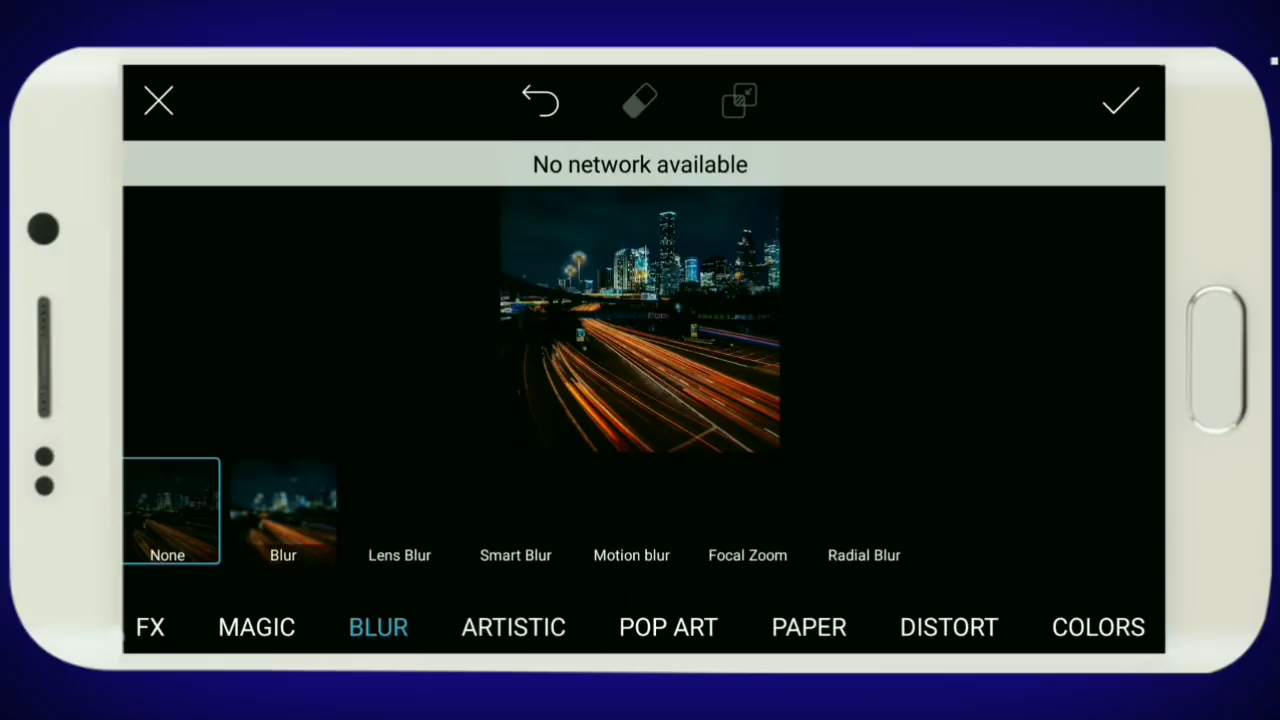 No network available
None Blur Lens Blur Smart Blur Motion blur Focal Zoom Radial Blur
FX MAGIC BLUR ARTISTIC POP ART PAPER DISTORT COLORS